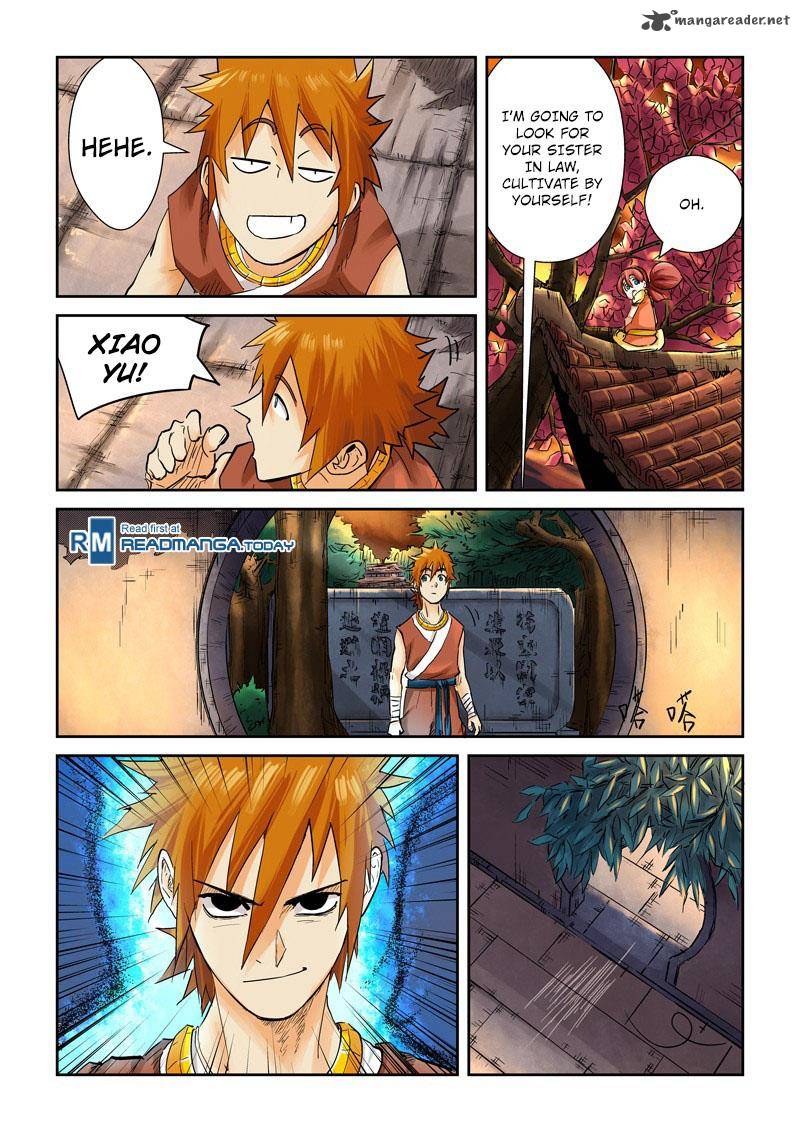 mangareader.net
HEHE.
I'M GOING TO
LOOK FOR
YOUR SISTER
IN LAW,
CULTIVATE BY
YOURSELF!
OH.
XIAO
YU!
RM
Read first at
READMANGA.TODAY
嗒 嗒